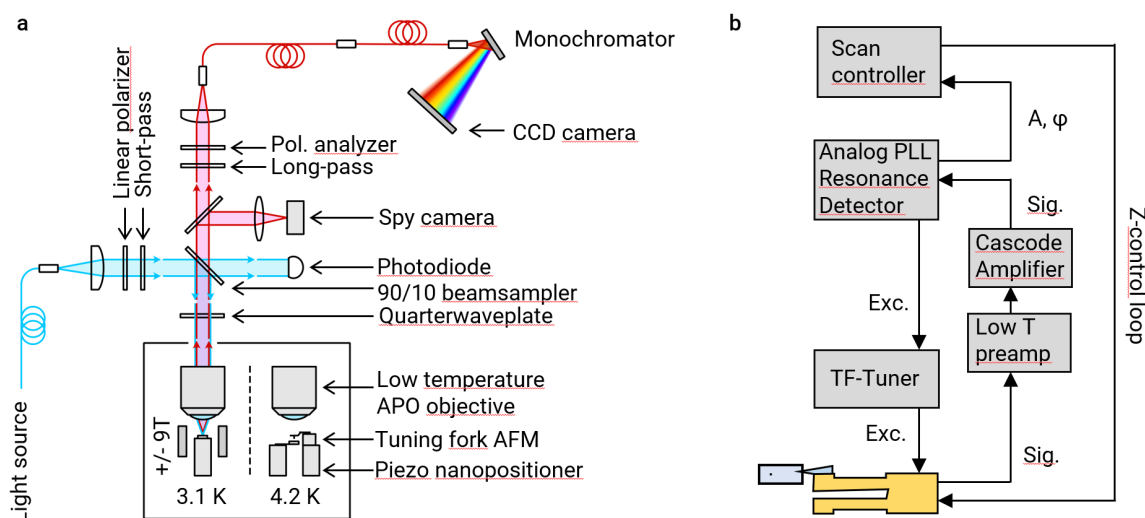 a
Monochromator
CCD camera
Linear polarizer
Short-pass
Pol. analyzer
Long-pass
Spy camera
Photodiode
90/10 beamsampler
Quarterwaveplate
Light source
Low temperature
APO objective
Tuning fork AFM
Piezo nanopositioner
+/- 9T
3.1 K
4.2 K
b
Scan
controller
A, φ
Analog PLL
Resonance
Detector
Sig.
Cascode
Amplifier
Exc.
Low T
preamp
TF-Tuner
Exc.
Sig.
Z-control loop